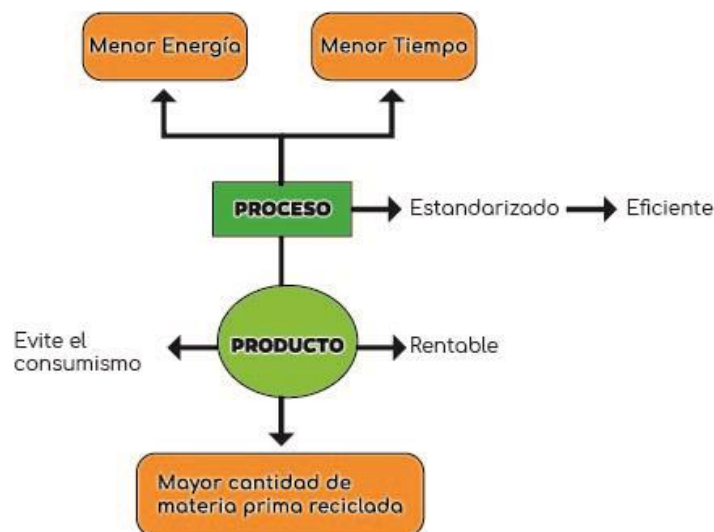 Menor Energía
Menor Tiempo
PROCESO
Estandarizado
Eficiente
Evite el
consumismo
PRODUCTO
Rentable
Mayor cantidad de
materia prima reciclada